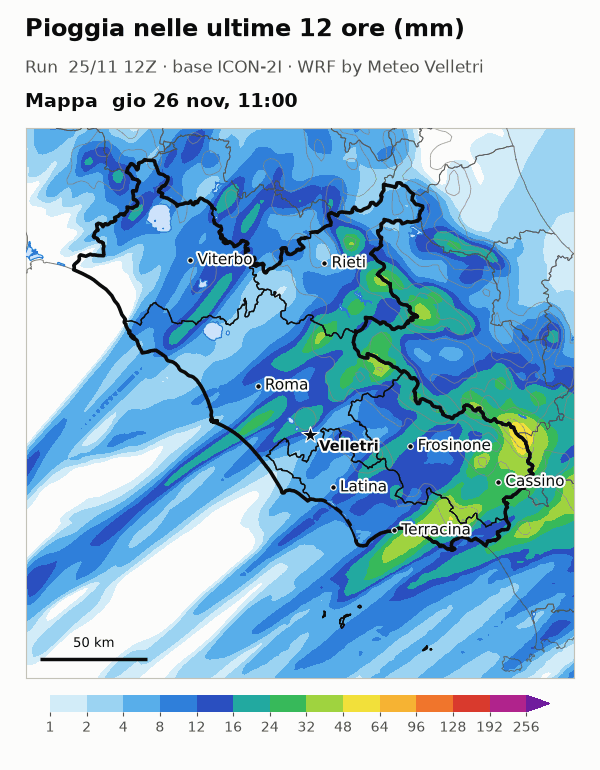 Pioggia nelle ultime 12 ore (mm)
Run  25/11 12Z · base ICON-2I · WRF by Meteo Velletri
Mappa  gio 26 nov, 11:00
Viterbo
Rieti
Roma
Velletri
Frosinone
Cassino
Latina
Terracina
50 km
1 2 4 8 12 16 24 32 48 64 96 128 192 256